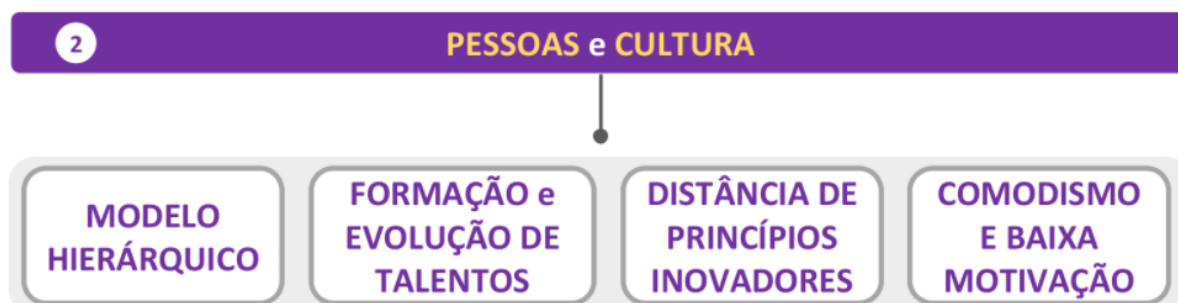 2
PESSOAS e CULTURA
MODELO
HIERÁRQUICO
FORMAÇÃO e
EVOLUÇÃO DE
TALENTOS
DISTÂNCIA DE
PRINCÍPIOS
INOVADORES
COMODISMO
E BAIXA
MOTIVAÇÃO